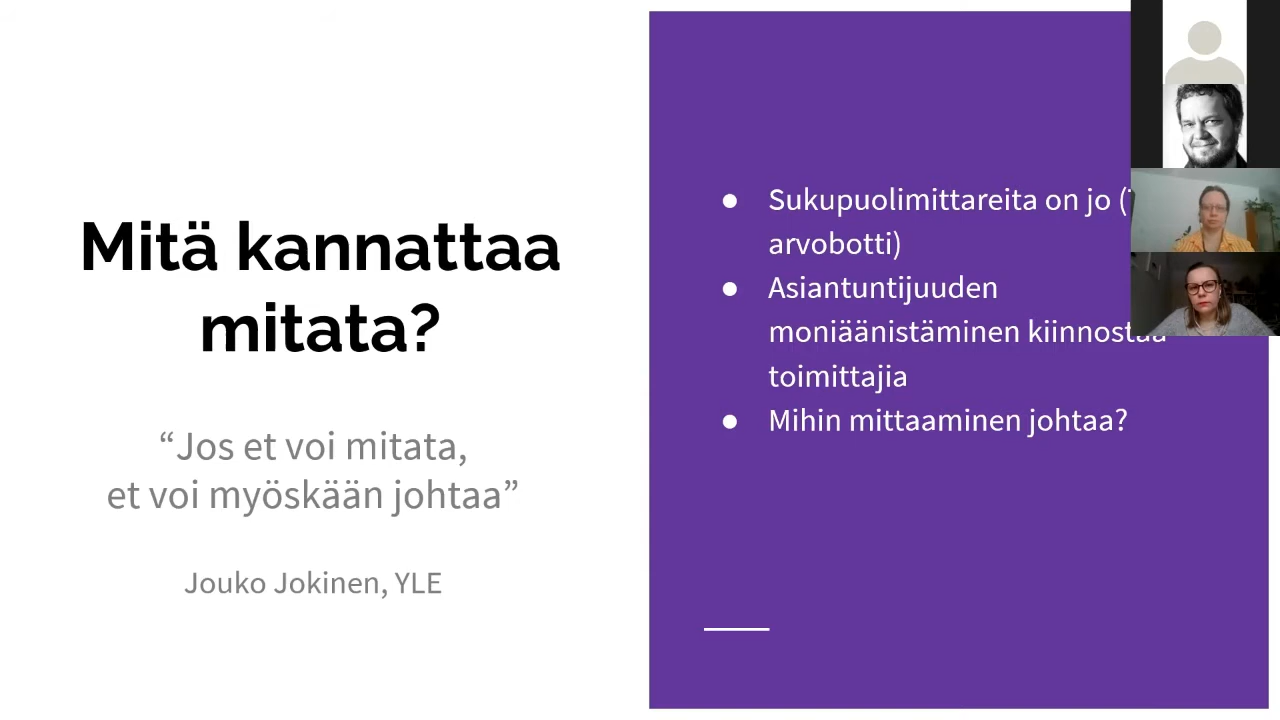 Mitä kannattaa
mitata?
“Jos et voi mitata,
et voi myöskään johtaa”
Jouko Jokinen, YLE
● Sukupuolimittareita on jo (
arvobotti)
● Asiantuntijuuden
moniäänistäminen kiinnostaa
toimittajia
● Mihin mittaaminen johtaa?